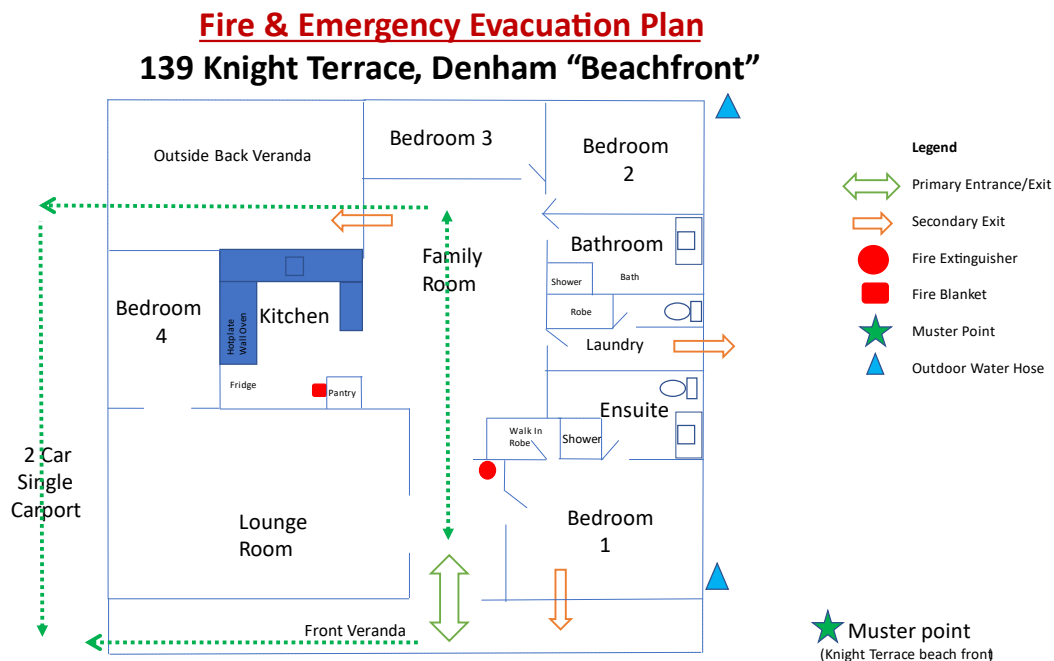 Fire & Emergency Evacuation Plan
139 Knight Terrace, Denham “Beachfront”
Outside Back Veranda
Bedroom 3
Bedroom
2
Bathroom
Shower
Bath
Family
Room
Bedroom
4
Kitchen
Hotplate
Wall Oven
Fridge
Pantry
Robe
Laundry
Ensuite
Walk In
Robe
Shower
2 Car
Single
Carport
Lounge
Room
Bedroom
1
Front Veranda
Legend
Primary Entrance/Exit
Secondary Exit
Fire Extinguisher
Fire Blanket
Muster Point
Outdoor Water Hose
Muster point
(Knight Terrace beach front)